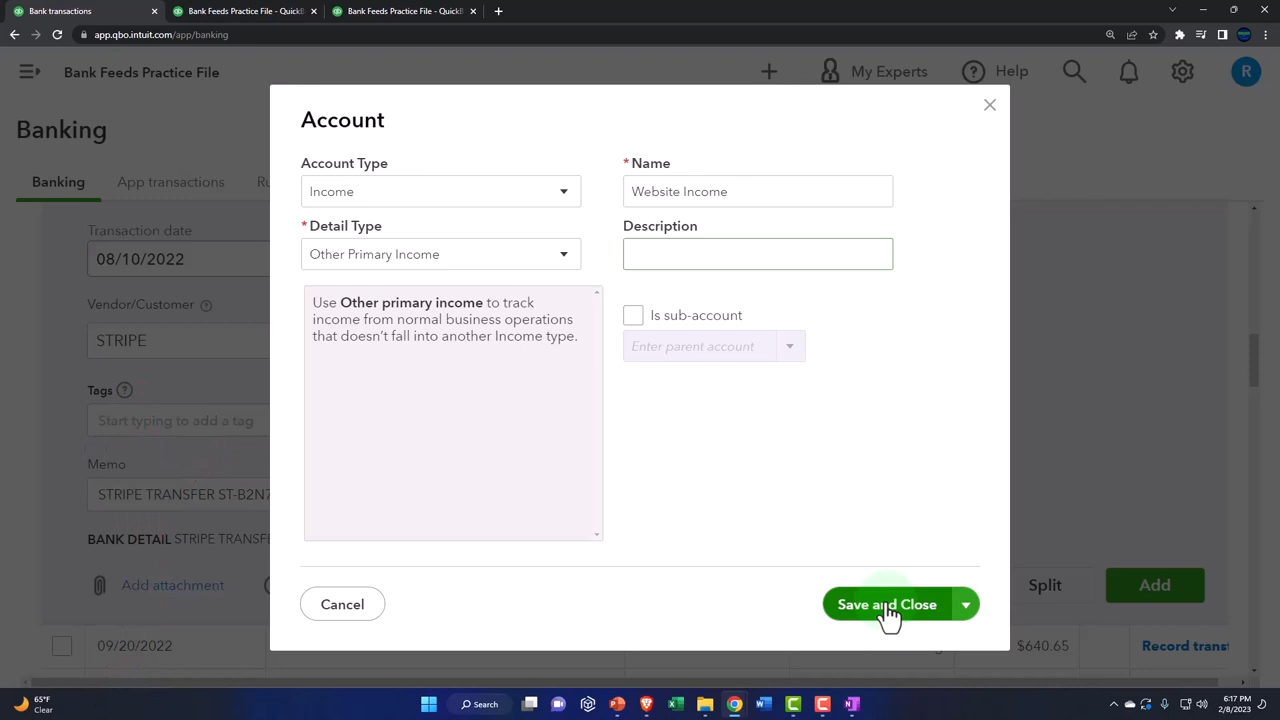 Bank transactions
Practice File - QuickB
Practice File - QuickB
app.qbo.intuit.com/app/banking
Bank Feeds Practice File
My Experts
Help
R
Banking
Banking
App transactions
Ru
Transaction date
08/10/2022
Vendor/Customer
STRIPE
Tags
Start typing to add a tag
Memo
STRIPE TRANSFER ST-B2N7
BANK DETAIL STRIPE TRANSFE
Add attachment
Split
Add
09/20/2022
$640.65
Record transf
Account
Account Type
Income
* Name
Website Income
* Detail Type
Other Primary Income
Description
Use Other primary income to track
income from normal business operations
that doesn't fall into another Income type.
Is sub-account
Enter parent account
Cancel
Save and Close
65°F
Clear
Search
6:17 PM
2/8/2023